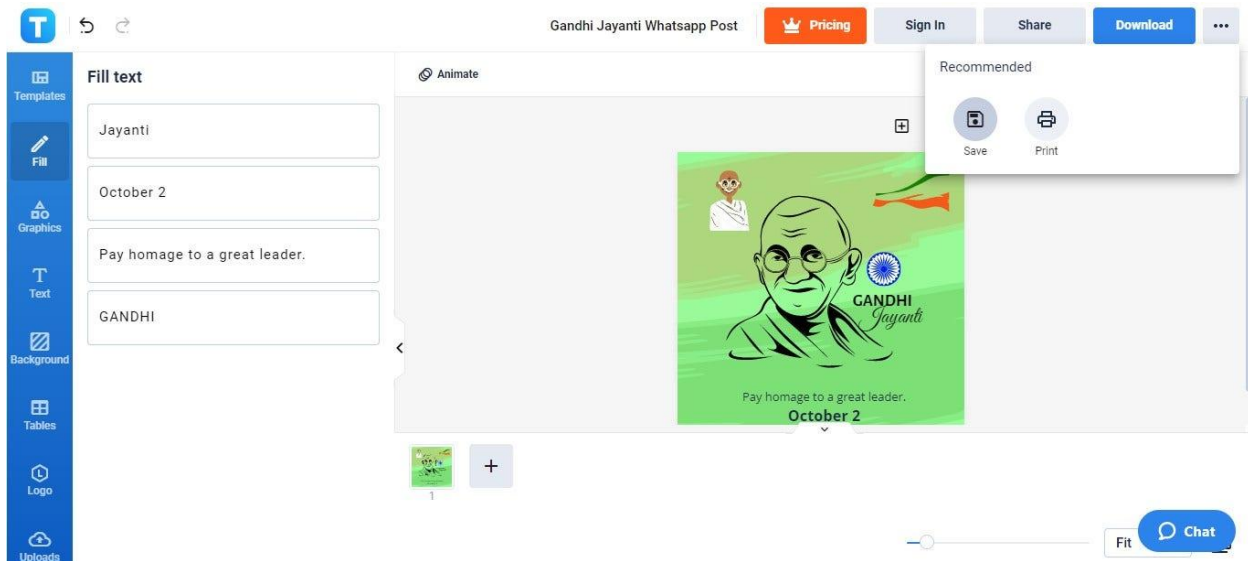 T
Gandhi Jayanti Whatsapp Post
Pricing
Sign In
Share
Download
Templates
Fill
Graphics
Text
Background
Tables
Logo
Uploads
Fill text
Jayanti
October 2
Pay homage to a great leader.
GANDHI
Animate
Recommended
Save
Print
GANDHI
Jayanti
Pay homage to a great leader.
October 2
1
Fit
Chat